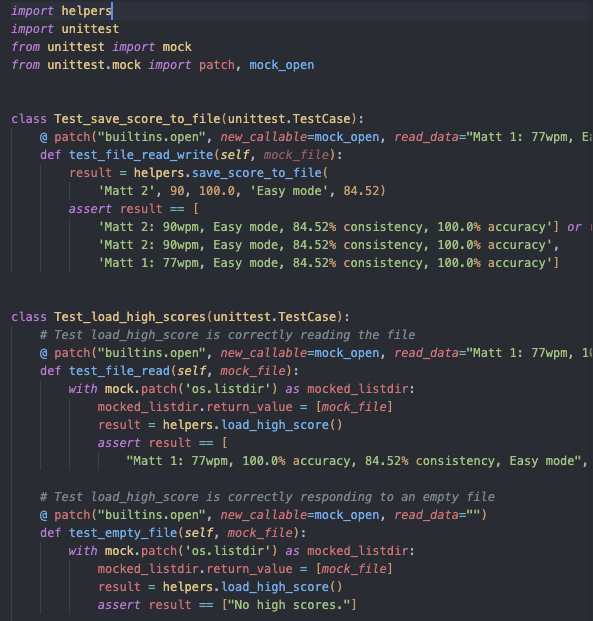 import helpers
import unittest
from unittest import mock
from unittest.mock import patch, mock_open
class Test_save_score_to_file(unittest.TestCase):
@ patch("builtins.open", new_callable=mock_open, read_data="Matt 1: 77wpm, Ea
def test_file_read_write(self, mock_file):
result = helpers.save_score_to_file(
'Matt 2', 90, 100.0, 'Easy mode', 84.52)
assert result == [
'Matt 2: 90wpm, Easy mode, 84.52% consistency, 100.0% accuracy'] or
'Matt 2: 90wpm, Easy mode, 84.52% consistency, 100.0% accuracy',
'Matt 1: 77wpm, Easy mode, 84.52% consistency, 100.0% accuracy']
class Test_load_high_scores(unittest.TestCase):
# Test load_high_score is correctly reading the file
@ patch("builtins.open", new_callable=mock_open, read_data="Matt 1: 77wpm, 10
def test_file_read(self, mock_file):
with mock.patch('os.listdir') as mocked_listdir:
mocked_listdir.return_value = [mock_file]
result = helpers.load_high_score()
assert result == [
"Matt 1: 77wpm, 100.0% accuracy, 84.52% consistency, Easy mode",
# Test load_high_score is correctly responding to an empty file
@ patch("builtins.open", new_callable=mock_open, read_data="")
def test_empty_file(self, mock_file):
with mock.patch('os.listdir') as mocked_listdir:
mocked_listdir.return_value = [mock_file]
result = helpers.load_high_score()
assert result == ["No high scores."]